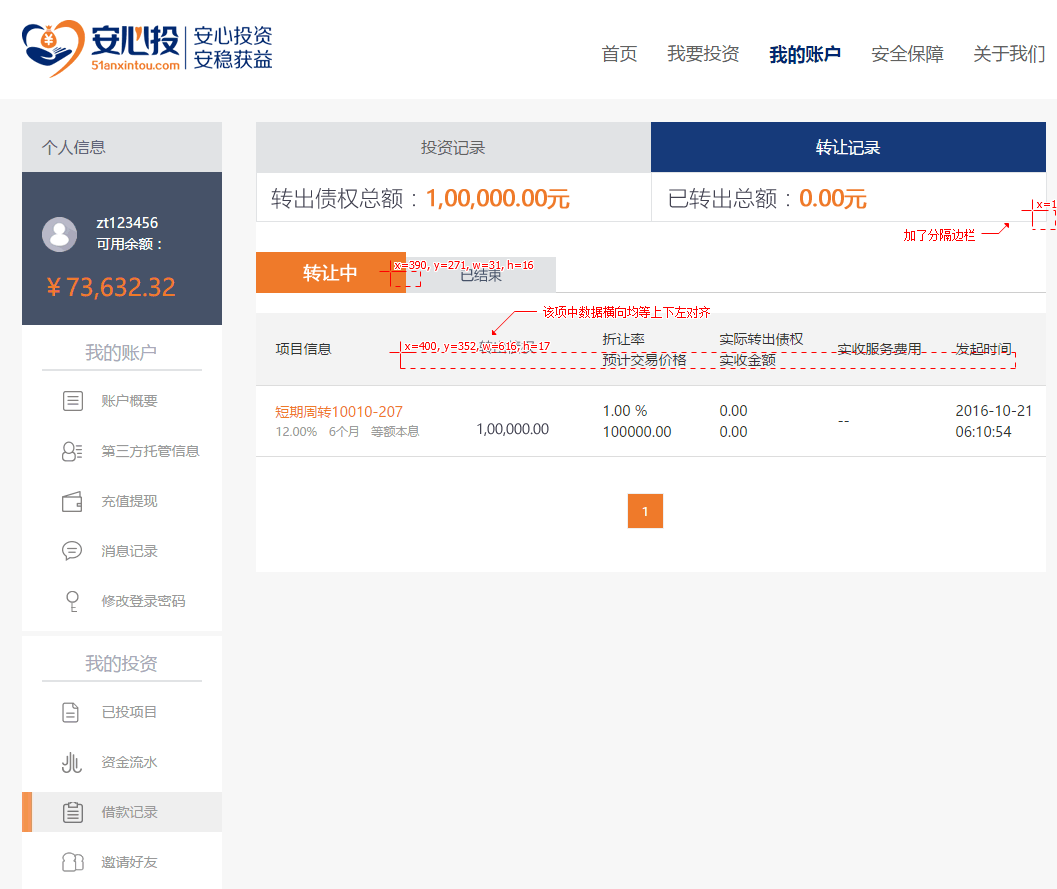 安心投
51anxintou.com
安心投资
安稳获益
首页 我要投资 我的账户 安全保障 关于我们
个人信息
zt123456
可用余额：
￥73,632.32
我的账户
账户概要
第三方托管信息
充值提现
消息记录
修改登录密码
我的投资
已投项目
资金流水
借款记录
邀请好友
投资记录 转让记录
转出债权总额：1,00,000.00元 已转出总额：0.00元
x=1
加了分隔边栏
转让中 已结束
x=390, y=271, w=31, h=16
该项中数据横向均等上下左对齐
项目信息
x=400, y=352, w=616, h=17
折让率
预计交易价格
实际转出债权
实收金额
实收服务费用
发起时间
短期周转10010-207
12.00% 6个月 等额本息
1,00,000.00
1.00 %
100000.00
0.00
0.00
--
2016-10-21
06:10:54
1